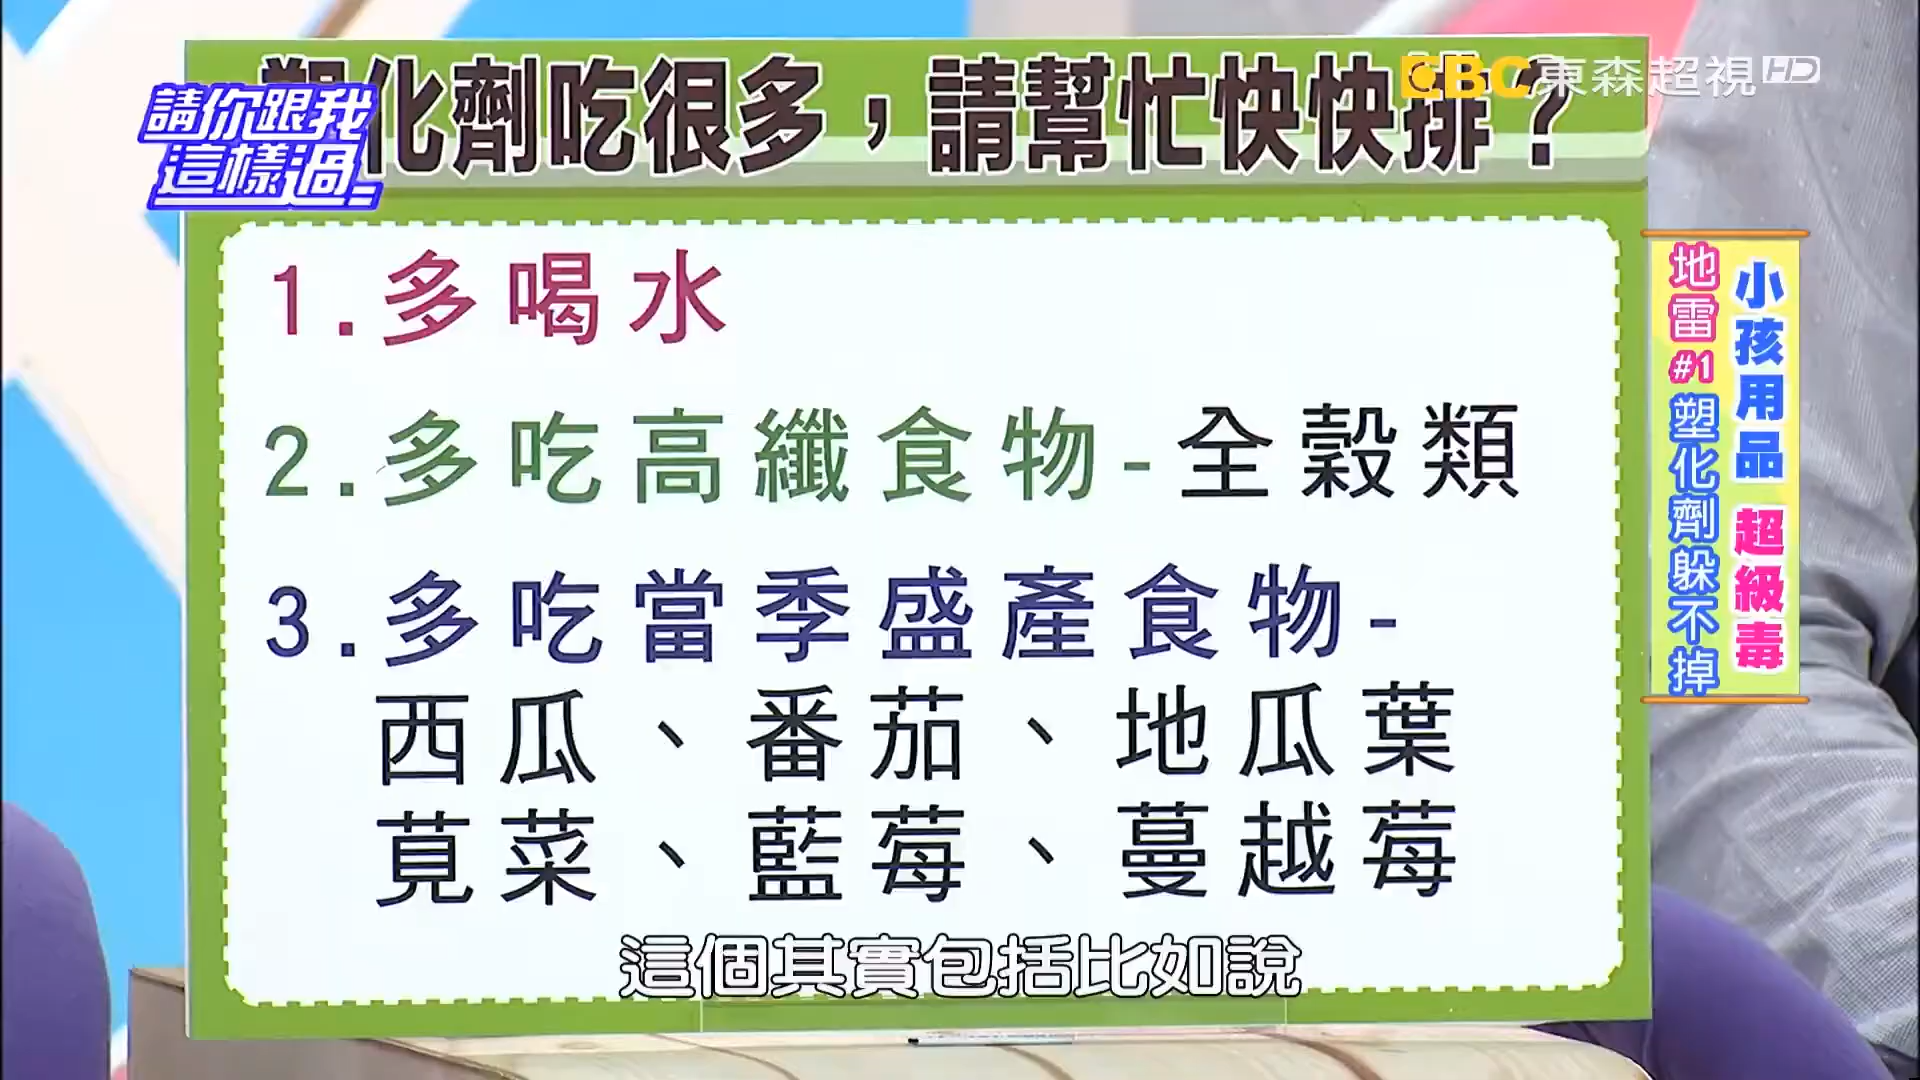 請你跟我
這樣過
塑化劑吃很多，請幫忙快快排？
EBC東森超視HD
1.多喝水
2.多吃高纖食物-全穀類
3.多吃當季盛產食物-
西瓜、番茄、地瓜葉
莧菜、藍莓、蔓越莓
小孩用品 超級毒
地雷#1 塑化劑躲不掉
這個其實包括比如說